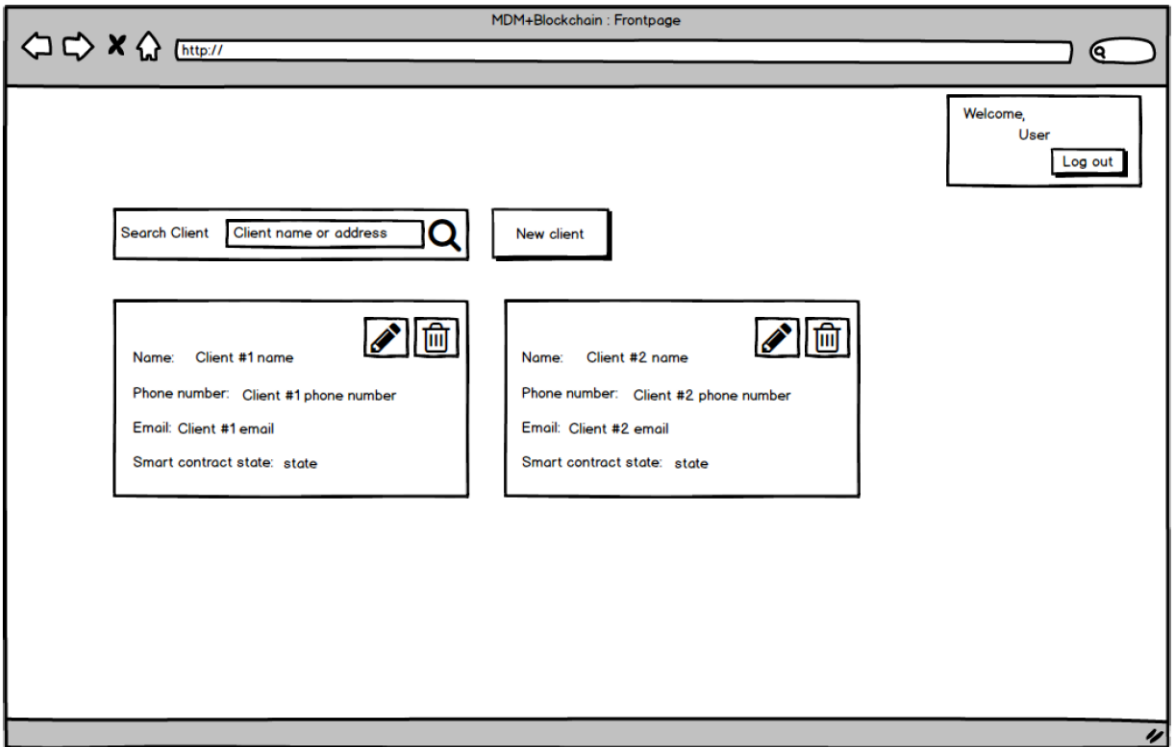 MDM+Blockchain : Frontpage
http://
Welcome,
User
Log out
Search Client Client name or address
New client
Name: Client #1 name
Phone number: Client #1 phone number
Email: Client #1 email
Smart contract state: state
Name: Client #2 name
Phone number: Client #2 phone number
Email: Client #2 email
Smart contract state: state